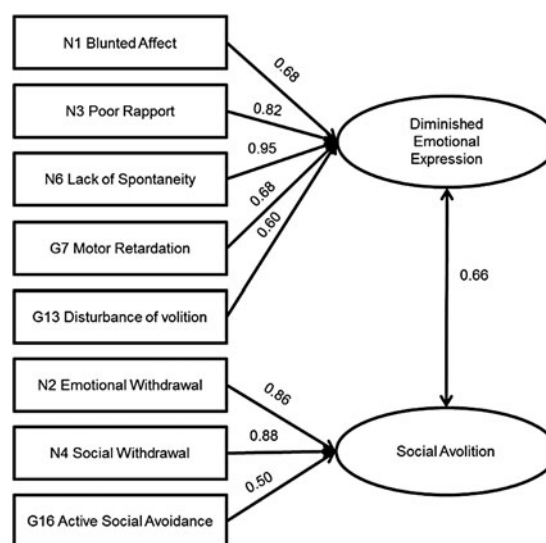 N1 Blunted Affect
0.68
N3 Poor Rapport
0.82
Diminished
Emotional
Expression
0.95
N6 Lack of Spontaneity
0.68
G7 Motor Retardation
0.60
0.66
G13 Disturbance of volition
N2 Emotional Withdrawal
0.86
N4 Social Withdrawal
0.88
Social Avolition
0.50
G16 Active Social Avoidance